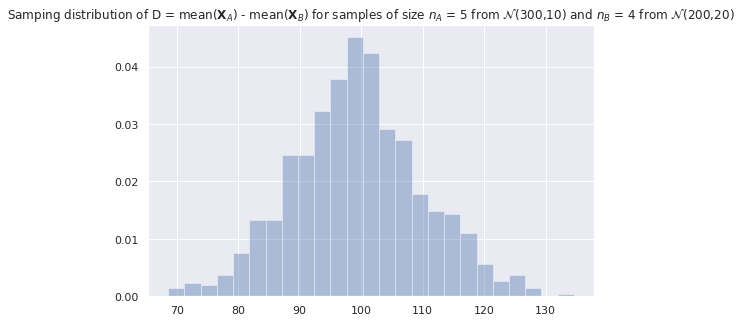 Samping distribution of D = mean(𝐗_A) - mean(𝐗_B) for samples of size n_A = 5 from 𝒩(300,10) and n_B = 4 from 𝒩(200,20)
0.04
0.03
0.02
0.01
0.00
70 80 90 100 110 120 130